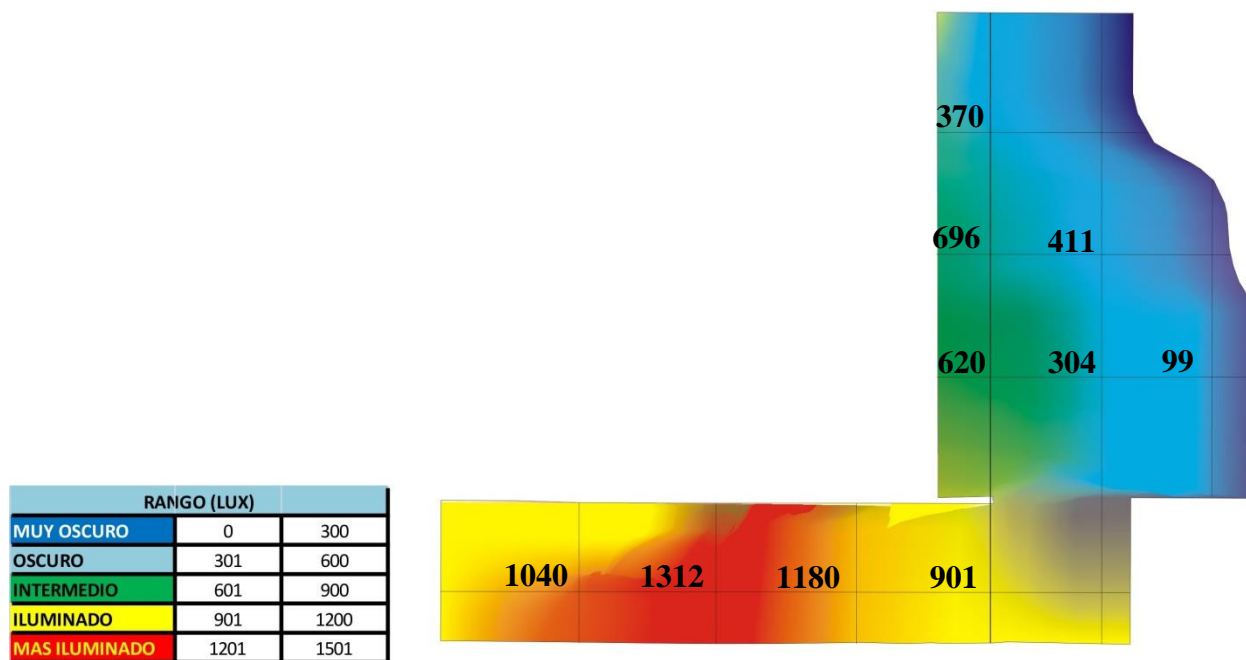 370
696 411
620 304 99
RANGO (LUX)
MUY OSCURO 0 300
OSCURO 301 600
INTERMEDIO 601 900
ILUMINADO 901 1200
MAS ILUMINADO 1201 1501
1040 1312 1180 901